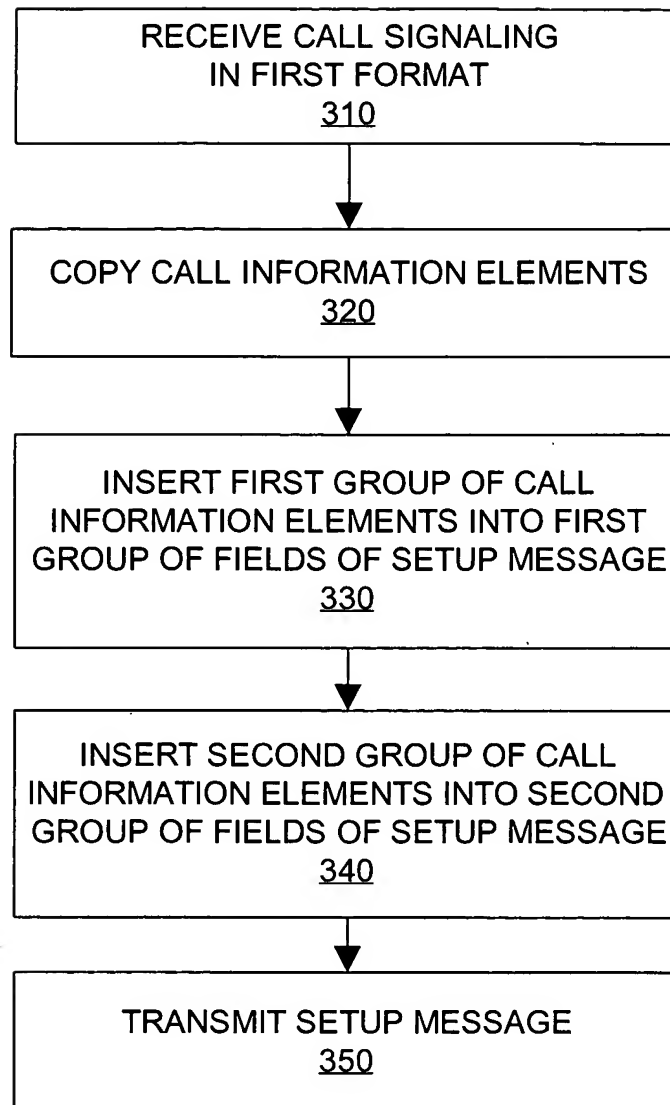 RECEIVE CALL SIGNALING
IN FIRST FORMAT
310
COPY CALL INFORMATION ELEMENTS
320
INSERT FIRST GROUP OF CALL
INFORMATION ELEMENTS INTO FIRST
GROUP OF FIELDS OF SETUP MESSAGE
330
INSERT SECOND GROUP OF CALL
INFORMATION ELEMENTS INTO SECOND
GROUP OF FIELDS OF SETUP MESSAGE
340
TRANSMIT SETUP MESSAGE
350